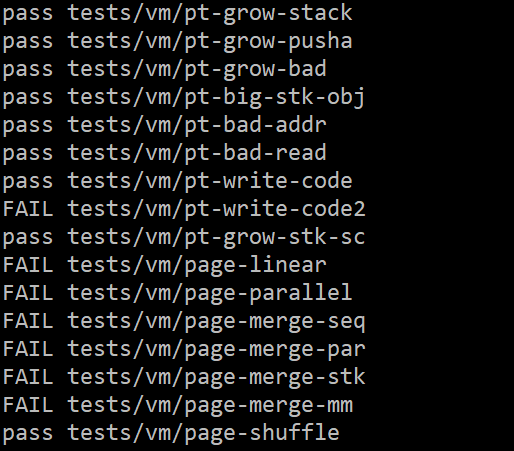 pass tests/vm/pt-grow-stack
pass tests/vm/pt-grow-pusha
pass tests/vm/pt-grow-bad
pass tests/vm/pt-big-stk-obj
pass tests/vm/pt-bad-addr
pass tests/vm/pt-bad-read
pass tests/vm/pt-write-code
FAIL tests/vm/pt-write-code2
pass tests/vm/pt-grow-stk-sc
FAIL tests/vm/page-linear
FAIL tests/vm/page-parallel
FAIL tests/vm/page-merge-seq
FAIL tests/vm/page-merge-par
FAIL tests/vm/page-merge-stk
FAIL tests/vm/page-merge-mm
pass tests/vm/page-shuffle